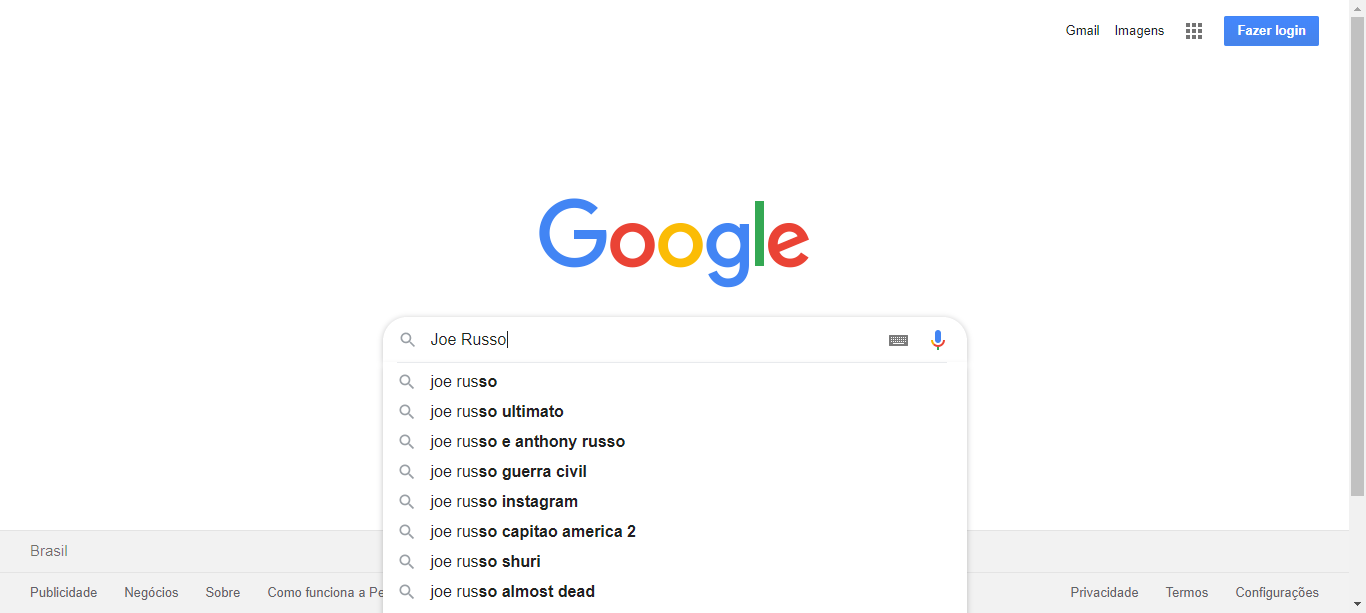 Gmail Imagens Fazer login
Google
Joe Russo
joe russo
joe russo ultimato
joe russo e anthony russo
joe russo guerra civil
joe russo instagram
joe russo capitao america 2
joe russo shuri
joe russo almost dead
Brasil
Publicidade Negócios Sobre Como funciona a Pe
Privacidade Termos Configurações